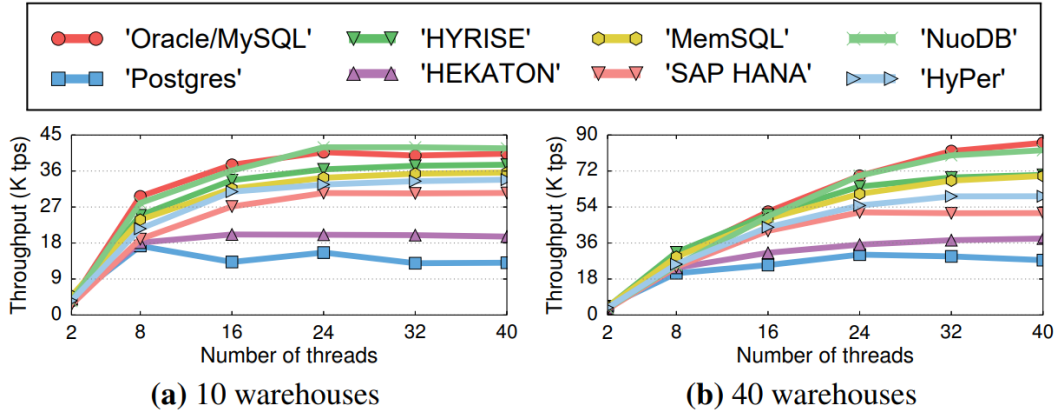 'Oracle/MySQL' 'HYRISE' 'MemSQL' 'NuoDB'
'Postgres' 'HEKATON' 'SAP HANA' 'HyPer'
Throughput (K tps)
45
36
27
18
9
0
2 8 16 24 32 40
Number of threads
(a) 10 warehouses
Throughput (K tps)
90
72
54
36
18
0
2 8 16 24 32 40
Number of threads
(b) 40 warehouses